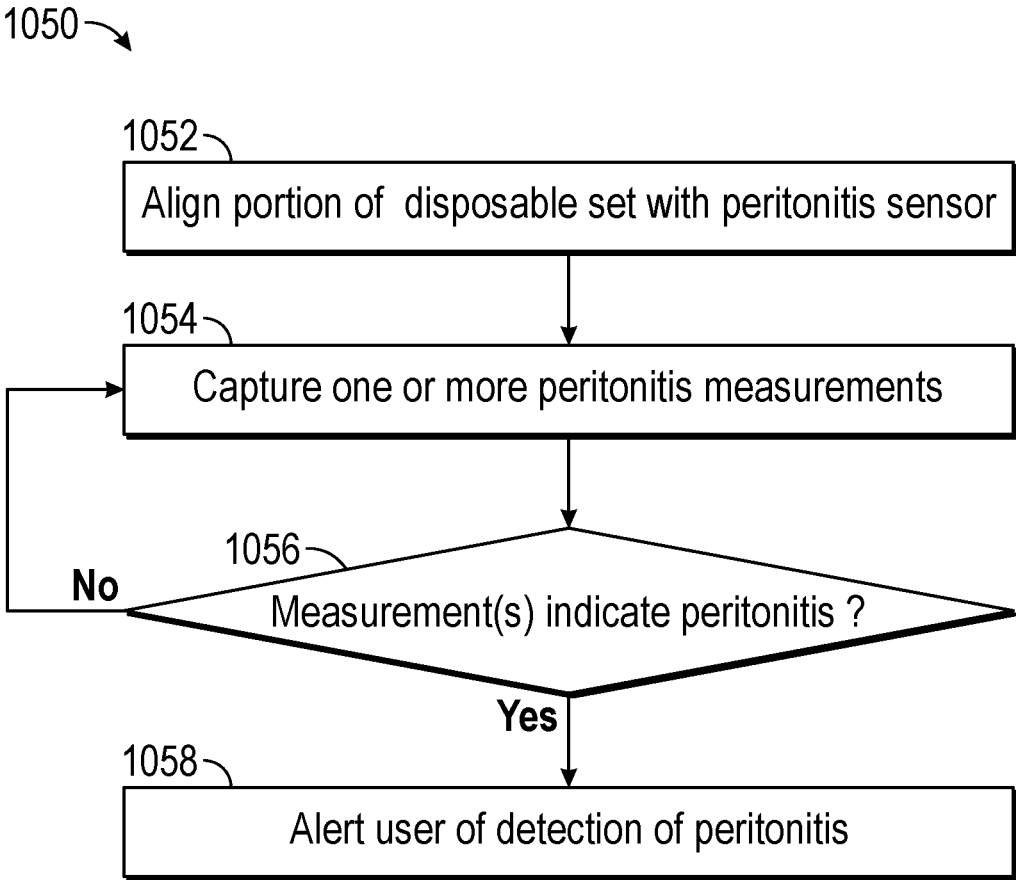 1050
1052
Align portion of disposable set with peritonitis sensor
1054
Capture one or more peritonitis measurements
1056
No
Measurement(s) indicate peritonitis ?
Yes
1058
Alert user of detection of peritonitis